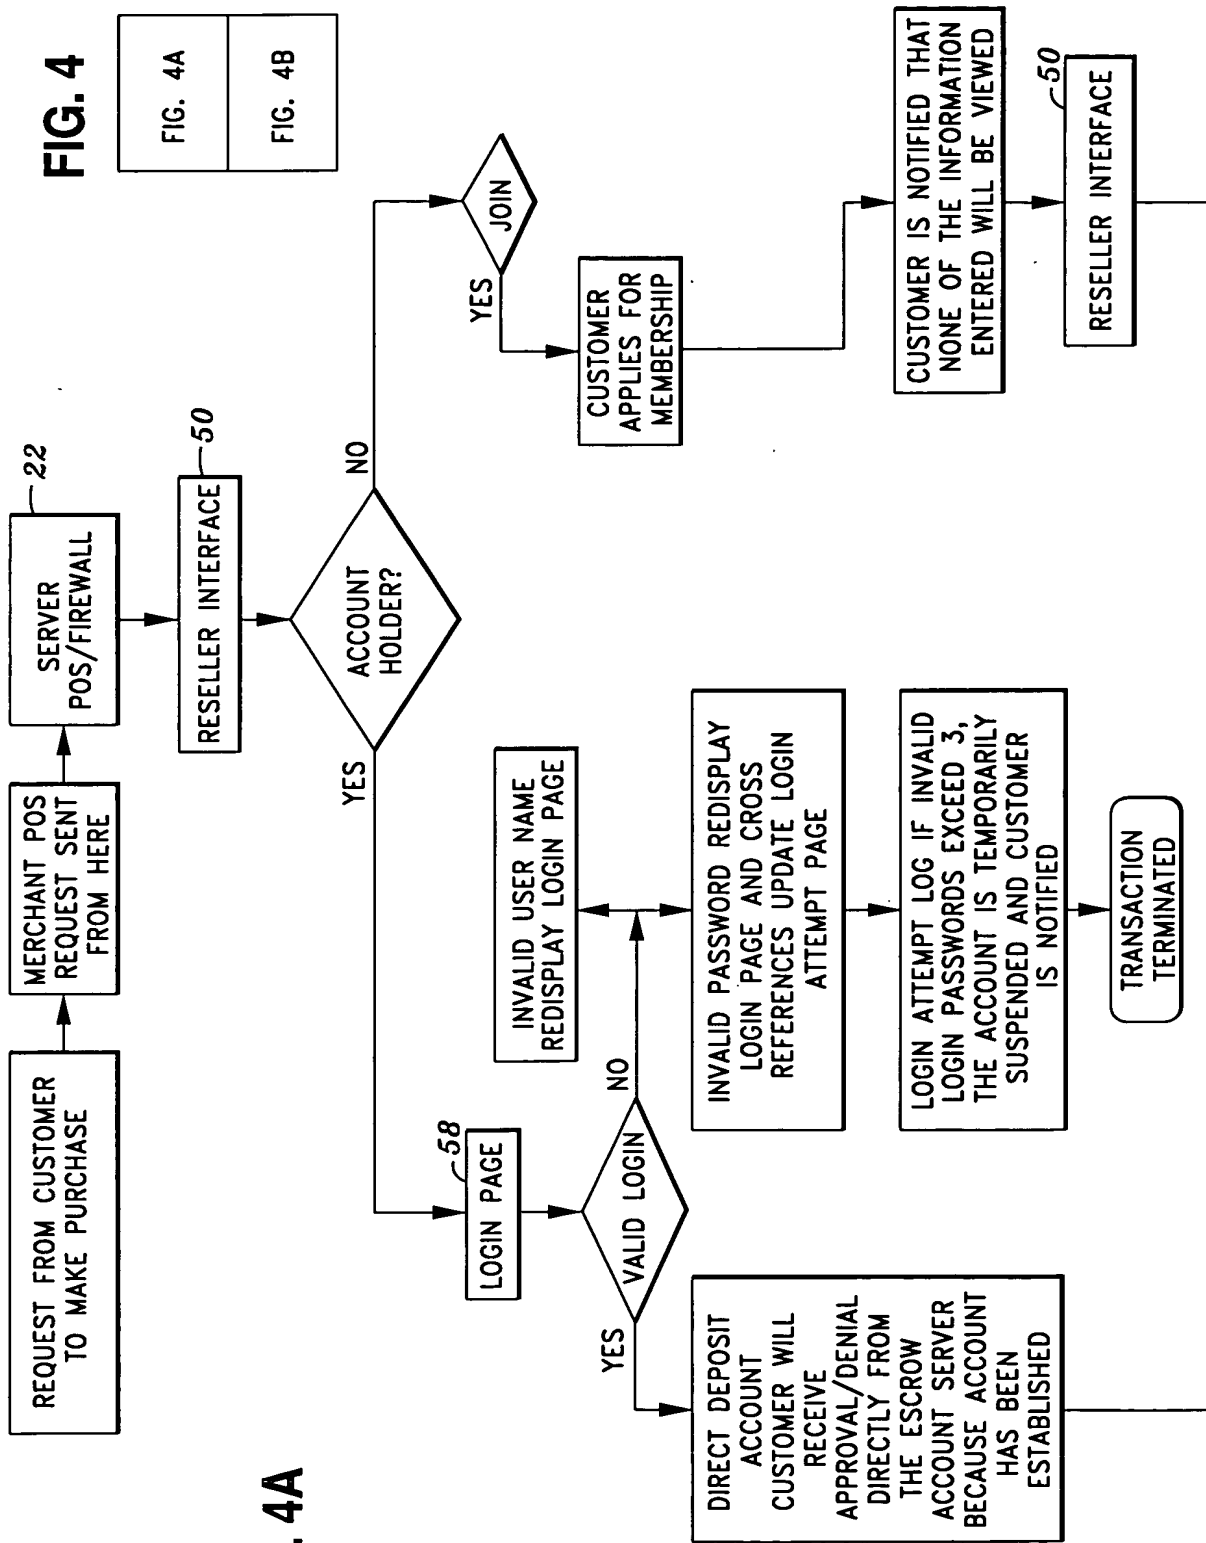 FIG. 4
FIG. 4A
FIG. 4B
. 4A
REQUEST FROM CUSTOMER
TO MAKE PURCHASE
MERCHANT POS
REQUEST SENT
FROM HERE
22
SERVER
POS/FIREWALL
50
RESELLER INTERFACE
ACCOUNT
HOLDER?
YES
NO
58
LOGIN PAGE
VALID LOGIN
YES
NO
DIRECT DEPOSIT
ACCOUNT
CUSTOMER WILL
RECEIVE
APPROVAL/DENIAL
DIRECTLY FROM
THE ESCROW
ACCOUNT SERVER
BECAUSE ACCOUNT
HAS BEEN
ESTABLISHED
INVALID USER NAME
REDISPLAY LOGIN PAGE
INVALID PASSWORD REDISPLAY
LOGIN PAGE AND CROSS
REFERENCES UPDATE LOGIN
ATTEMPT PAGE
LOGIN ATTEMPT LOG IF INVALID
LOGIN PASSWORDS EXCEED 3,
THE ACCOUNT IS TEMPORARILY
SUSPENDED AND CUSTOMER
IS NOTIFIED
TRANSACTION
TERMINATED
JOIN
YES
CUSTOMER
APPLIES FOR
MEMBERSHIP
CUSTOMER IS NOTIFIED THAT
NONE OF THE INFORMATION
ENTERED WILL BE VIEWED
50
RESELLER INTERFACE